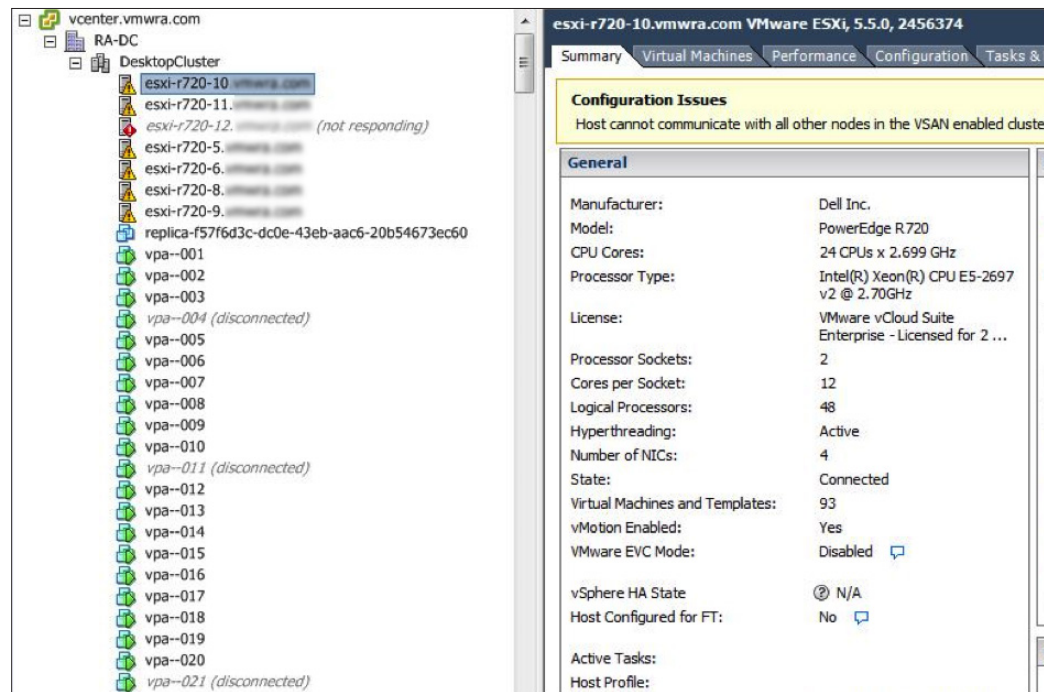 vcenter.vmwra.com
RA-DC
DesktopCluster
esxi-r720-10
esxi-r720-11.
esxi-r720-12. (not responding)
esxi-r720-5.
esxi-r720-6.
esxi-r720-8.
esxi-r720-9.
replica-f57f6d3c-dc0e-43eb-aac6-20b54673ec60
vpa--001
vpa--002
vpa--003
vpa--004 (disconnected)
vpa--005
vpa--006
vpa--007
vpa--008
vpa--009
vpa--010
vpa--011 (disconnected)
vpa--012
vpa--013
vpa--014
vpa--015
vpa--016
vpa--017
vpa--018
vpa--019
vpa--020
vpa--021 (disconnected)
esxi-r720-10.vmwra.com VMware ESXi, 5.5.0, 2456374
Summary Virtual Machines Performance Configuration Tasks &
Configuration Issues
Host cannot communicate with all other nodes in the VSAN enabled cluste
General
Manufacturer: Dell Inc.
Model: PowerEdge R720
CPU Cores: 24 CPUs x 2.699 GHz
Processor Type: Intel(R) Xeon(R) CPU E5-2697
v2 @ 2.70GHz
License: VMware vCloud Suite
Enterprise - Licensed for 2 ...
Processor Sockets: 2
Cores per Socket: 12
Logical Processors: 48
Hyperthreading: Active
Number of NICs: 4
State: Connected
Virtual Machines and Templates: 93
vMotion Enabled: Yes
VMware EVC Mode: Disabled
vSphere HA State N/A
Host Configured for FT: No
Active Tasks:
Host Profile: